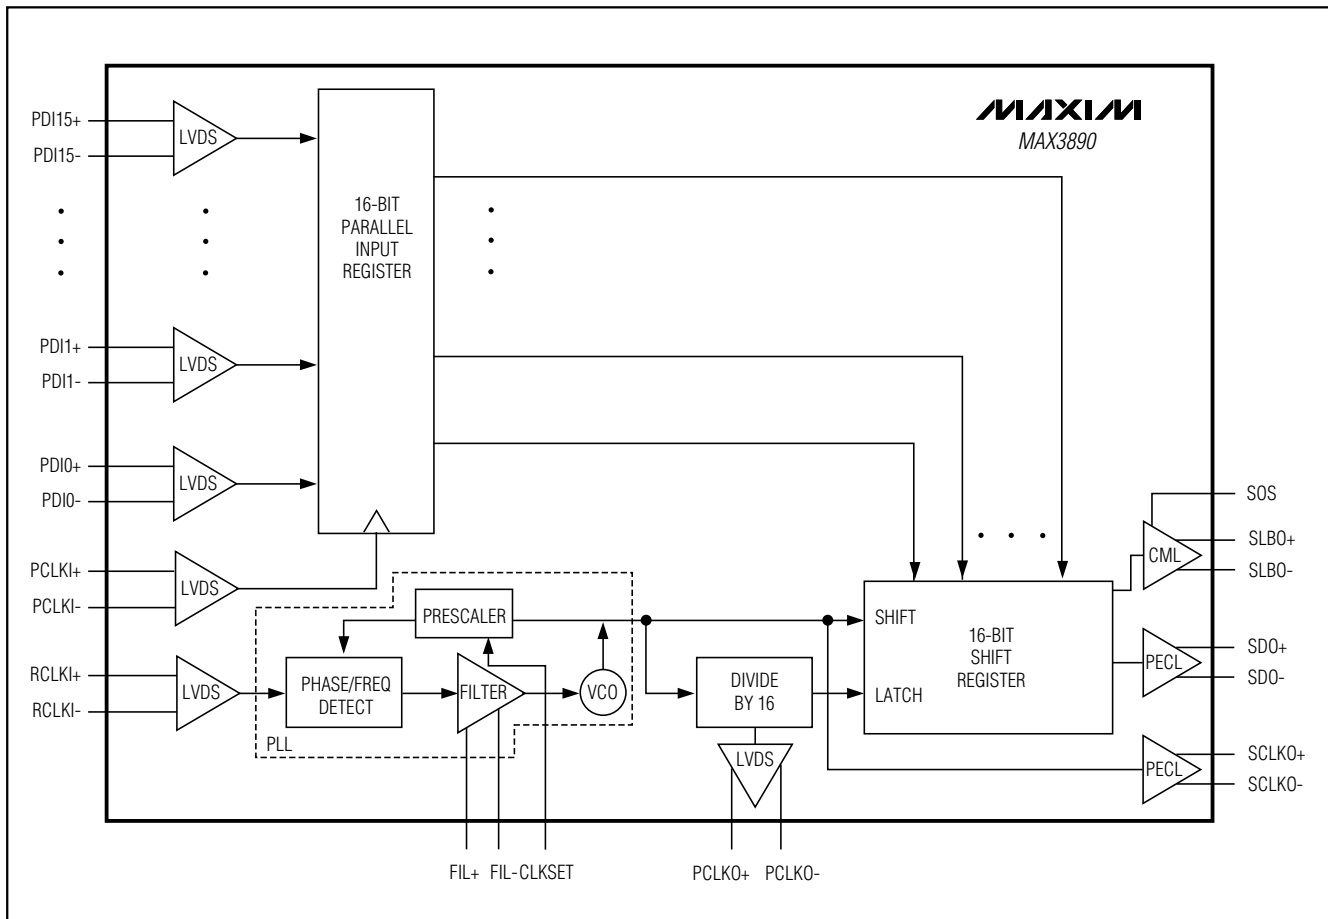 MAXIM
MAX3890
PDI15+
PDI15-
LVDS
16-BIT
PARALLEL
INPUT
REGISTER
PDI1+
PDI1-
LVDS
PDI0+
PDI0-
LVDS
PCLKI+
PCLKI-
LVDS
RCLKI+
RCLKI-
LVDS
PRESCALER
PHASE/FREQ
DETECT
FILTER
VCO
PLL
DIVIDE
BY 16
LVDS
SHIFT
LATCH
16-BIT
SHIFT
REGISTER
CML
PECL
PECL
SOS
SLBO+
SLBO-
SDO+
SDO-
SCLKO+
SCLKO-
FIL+
FIL-
CLKSET
PCLKO+
PCLKO-